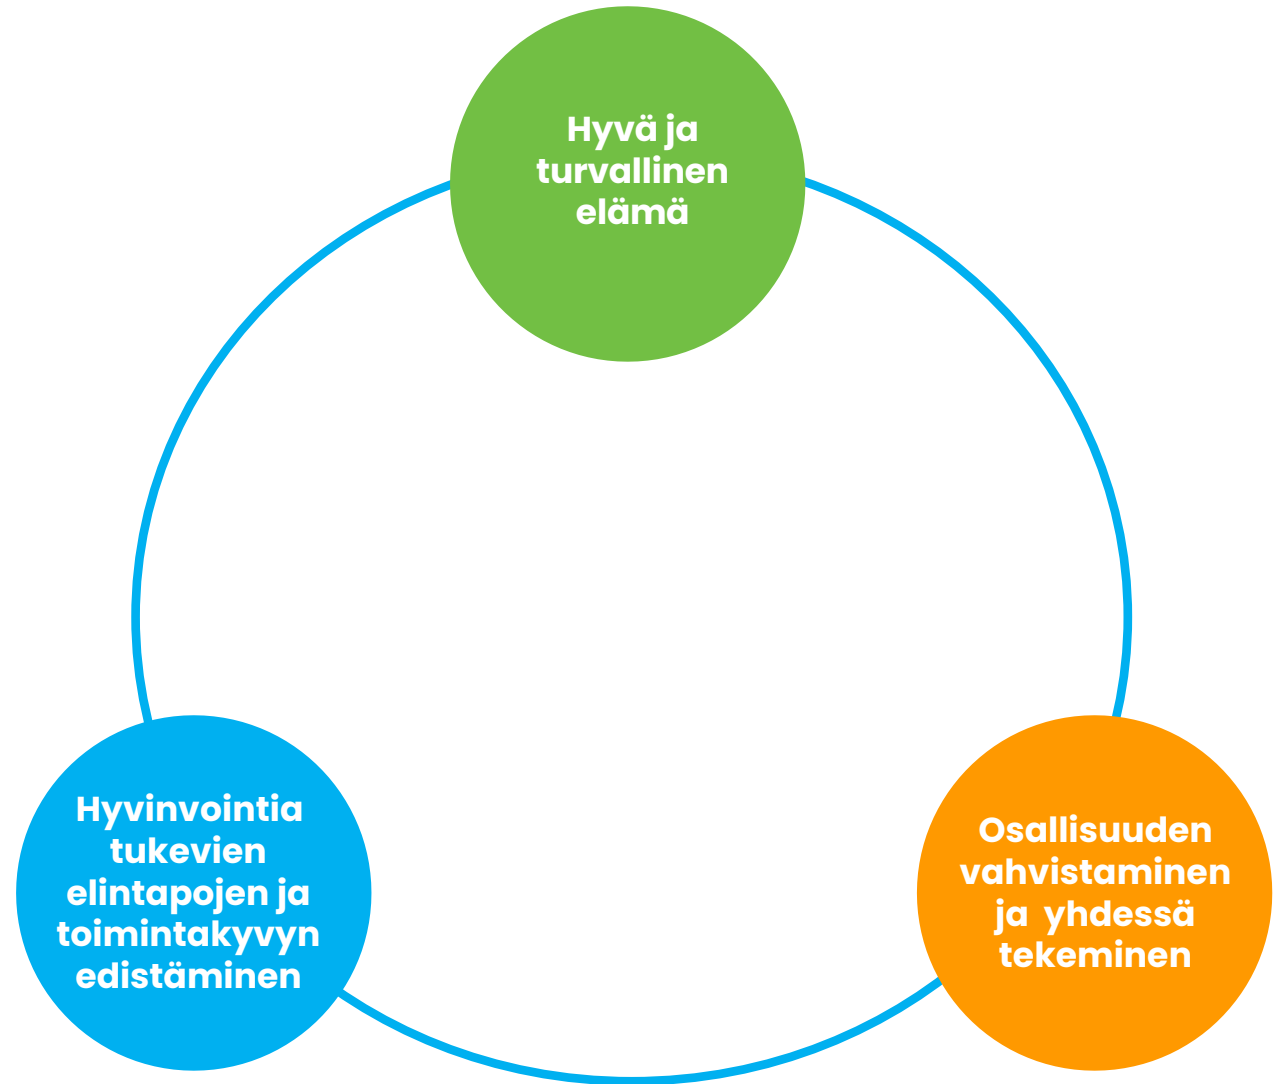 Hyvä ja
turvallinen
elämä
Hyvinvointia
tukevien
elintapojen ja
toimintakyvyn
edistäminen
Osallisuuden
vahvistaminen
ja yhdessä
tekeminen